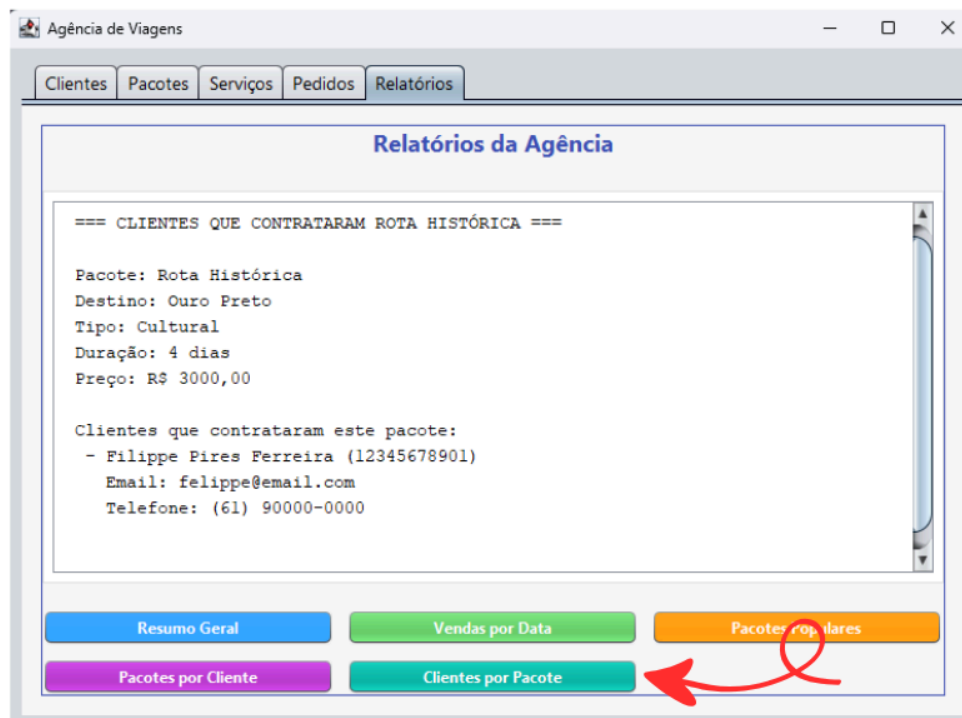 Agência de Viagens
Clientes Pacotes Serviços Pedidos Relatórios
Relatórios da Agência
=== CLIENTES QUE CONTRATARAM ROTA HISTÓRICA ===
Pacote: Rota Histórica
Destino: Ouro Preto
Tipo: Cultural
Duração: 4 dias
Preço: R$ 3000,00
Clientes que contrataram este pacote:
- Filippe Pires Ferreira (12345678901)
Email: felippe@email.com
Telefone: (61) 90000-0000
Resumo Geral Vendas por Data Pacotes Populares
Pacotes por Cliente Clientes por Pacote